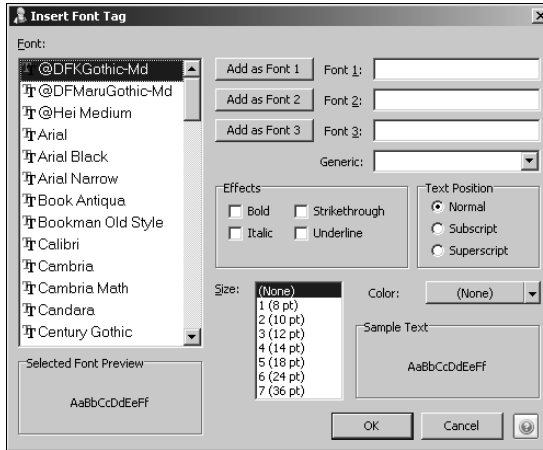 Insert Font Tag
Font:
@DFKGothic-Md
@DFMaruGothic-Md
@Hei Medium
Arial
Arial Black
Arial Narrow
Book Antiqua
Bookman Old Style
Calibri
Cambria
Cambria Math
Candara
Century Gothic
Selected Font Preview
AaBbCcDdEeFf
Add as Font 1 Font 1:
Add as Font 2 Font 2:
Add as Font 3 Font 3:
Generic:
Effects
Bold Strikethrough
Italic Underline
Text Position
Normal
Subscript
Superscript
Size:
(None)
1 (8 pt)
2 (10 pt)
3 (12 pt)
4 (14 pt)
5 (18 pt)
6 (24 pt)
7 (36 pt)
Color: (None)
Sample Text
AaBbCcDdEeFf
OK Cancel